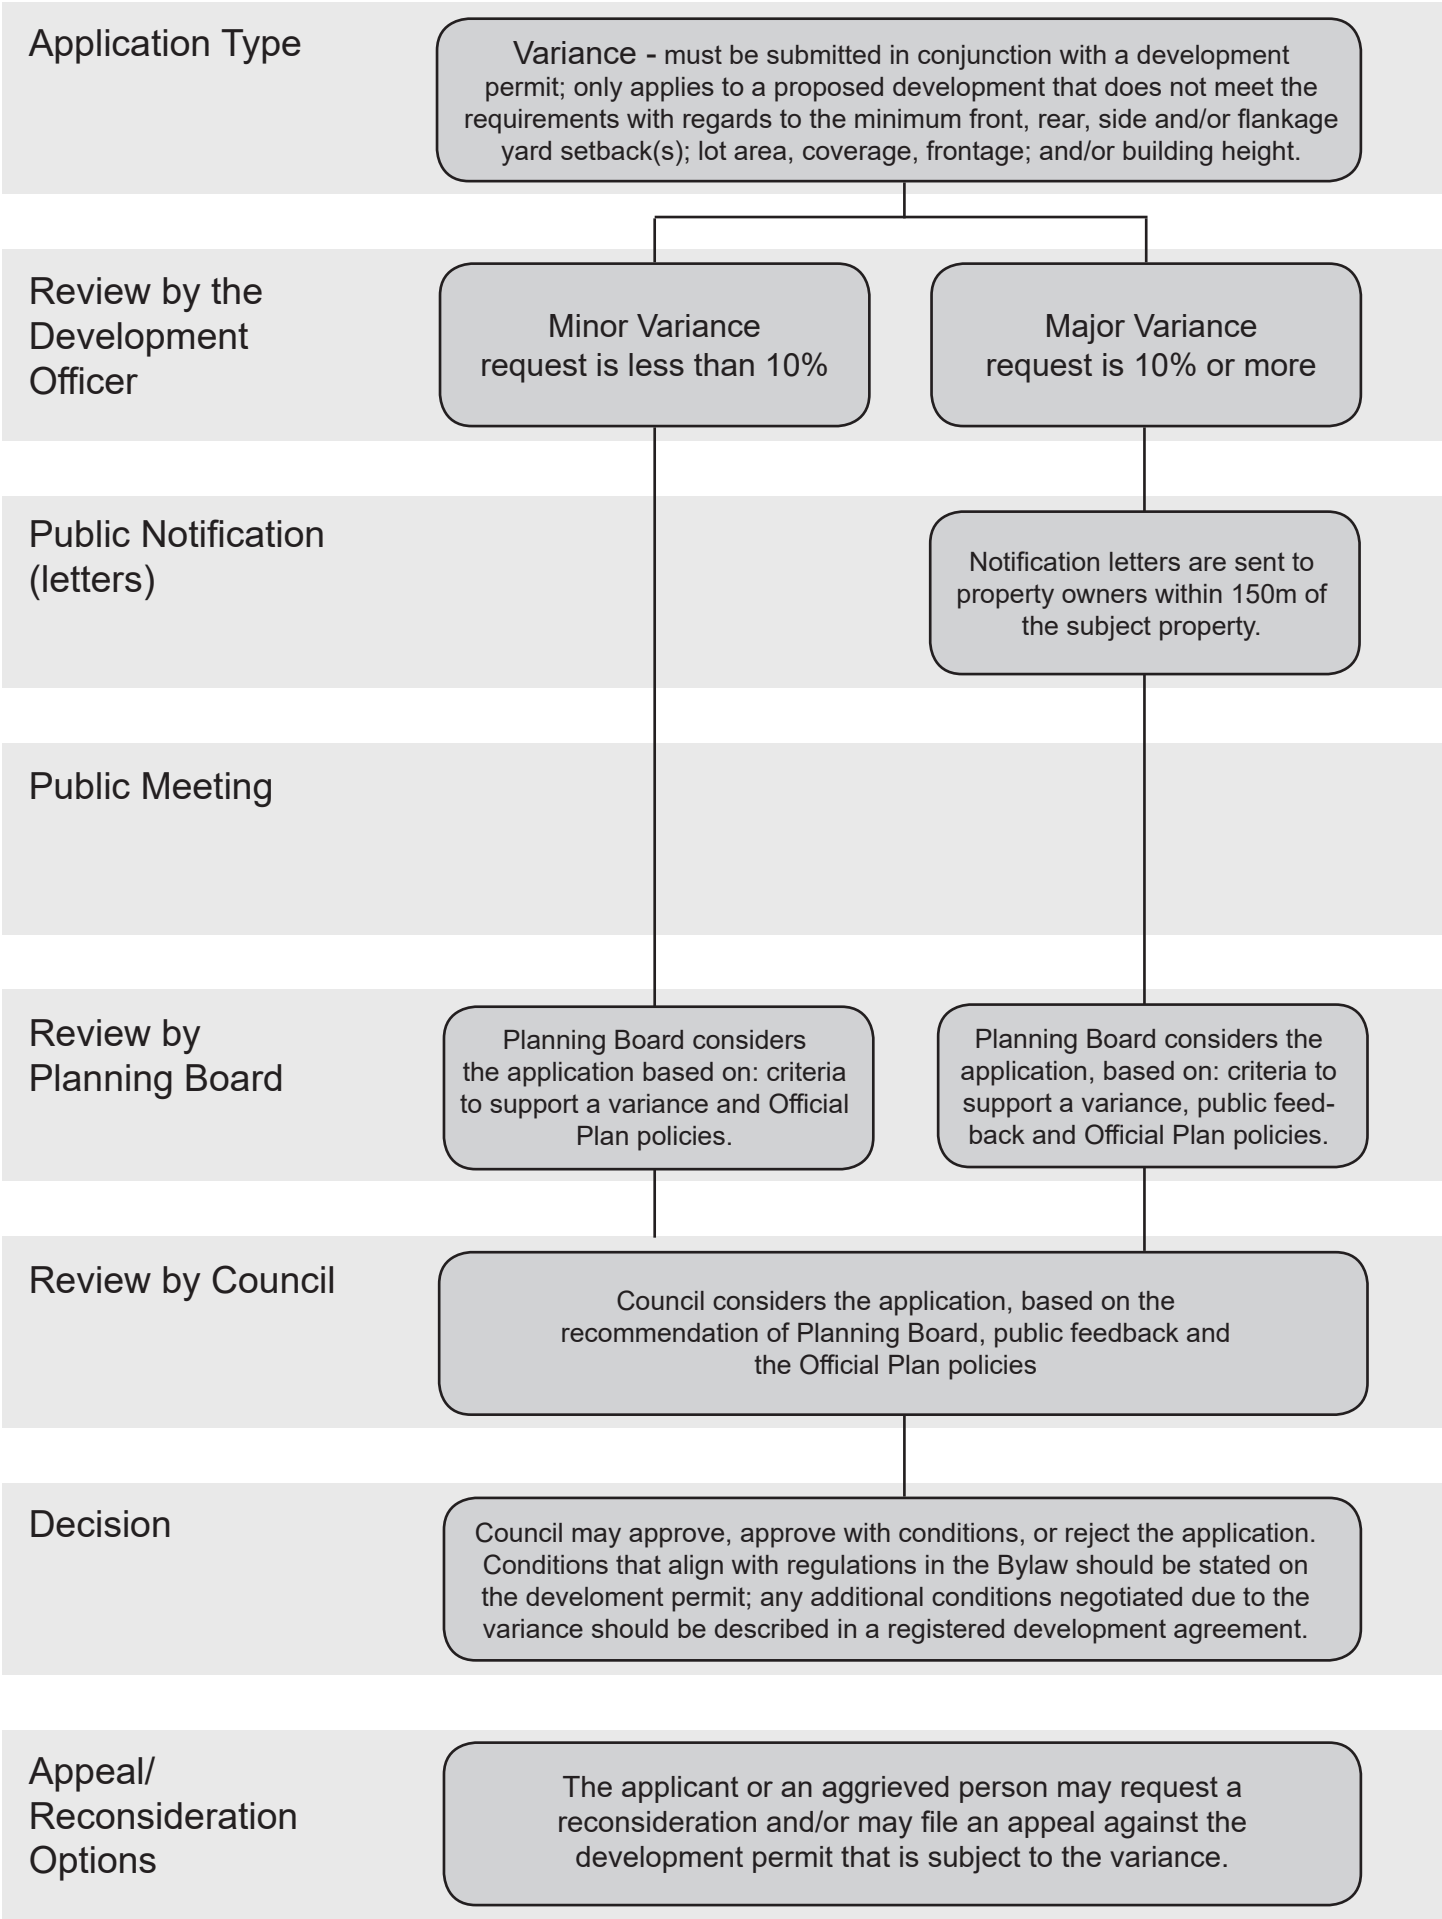 Application Type
Variance - must be submitted in conjunction with a development
permit; only applies to a proposed development that does not meet the
requirements with regards to the minimum front, rear, side and/or flankage
yard setback(s); lot area, coverage, frontage; and/or building height.
Review by the
Development
Officer
Minor Variance
request is less than 10%
Major Variance
request is 10% or more
Public Notification
(letters)
Notification letters are sent to
property owners within 150m of
the subject property.
Public Meeting
Review by
Planning Board
Planning Board considers
the application based on: criteria
to support a variance and Official
Plan policies.
Planning Board considers the
application, based on: criteria to
support a variance, public feed-
back and Official Plan policies.
Review by Council
Council considers the application, based on the
recommendation of Planning Board, public feedback and
the Official Plan policies
Decision
Council may approve, approve with conditions, or reject the application.
Conditions that align with regulations in the Bylaw should be stated on
the develoment permit; any additional conditions negotiated due to the
variance should be described in a registered development agreement.
Appeal/
Reconsideration
Options
The applicant or an aggrieved person may request a
reconsideration and/or may file an appeal against the
development permit that is subject to the variance.